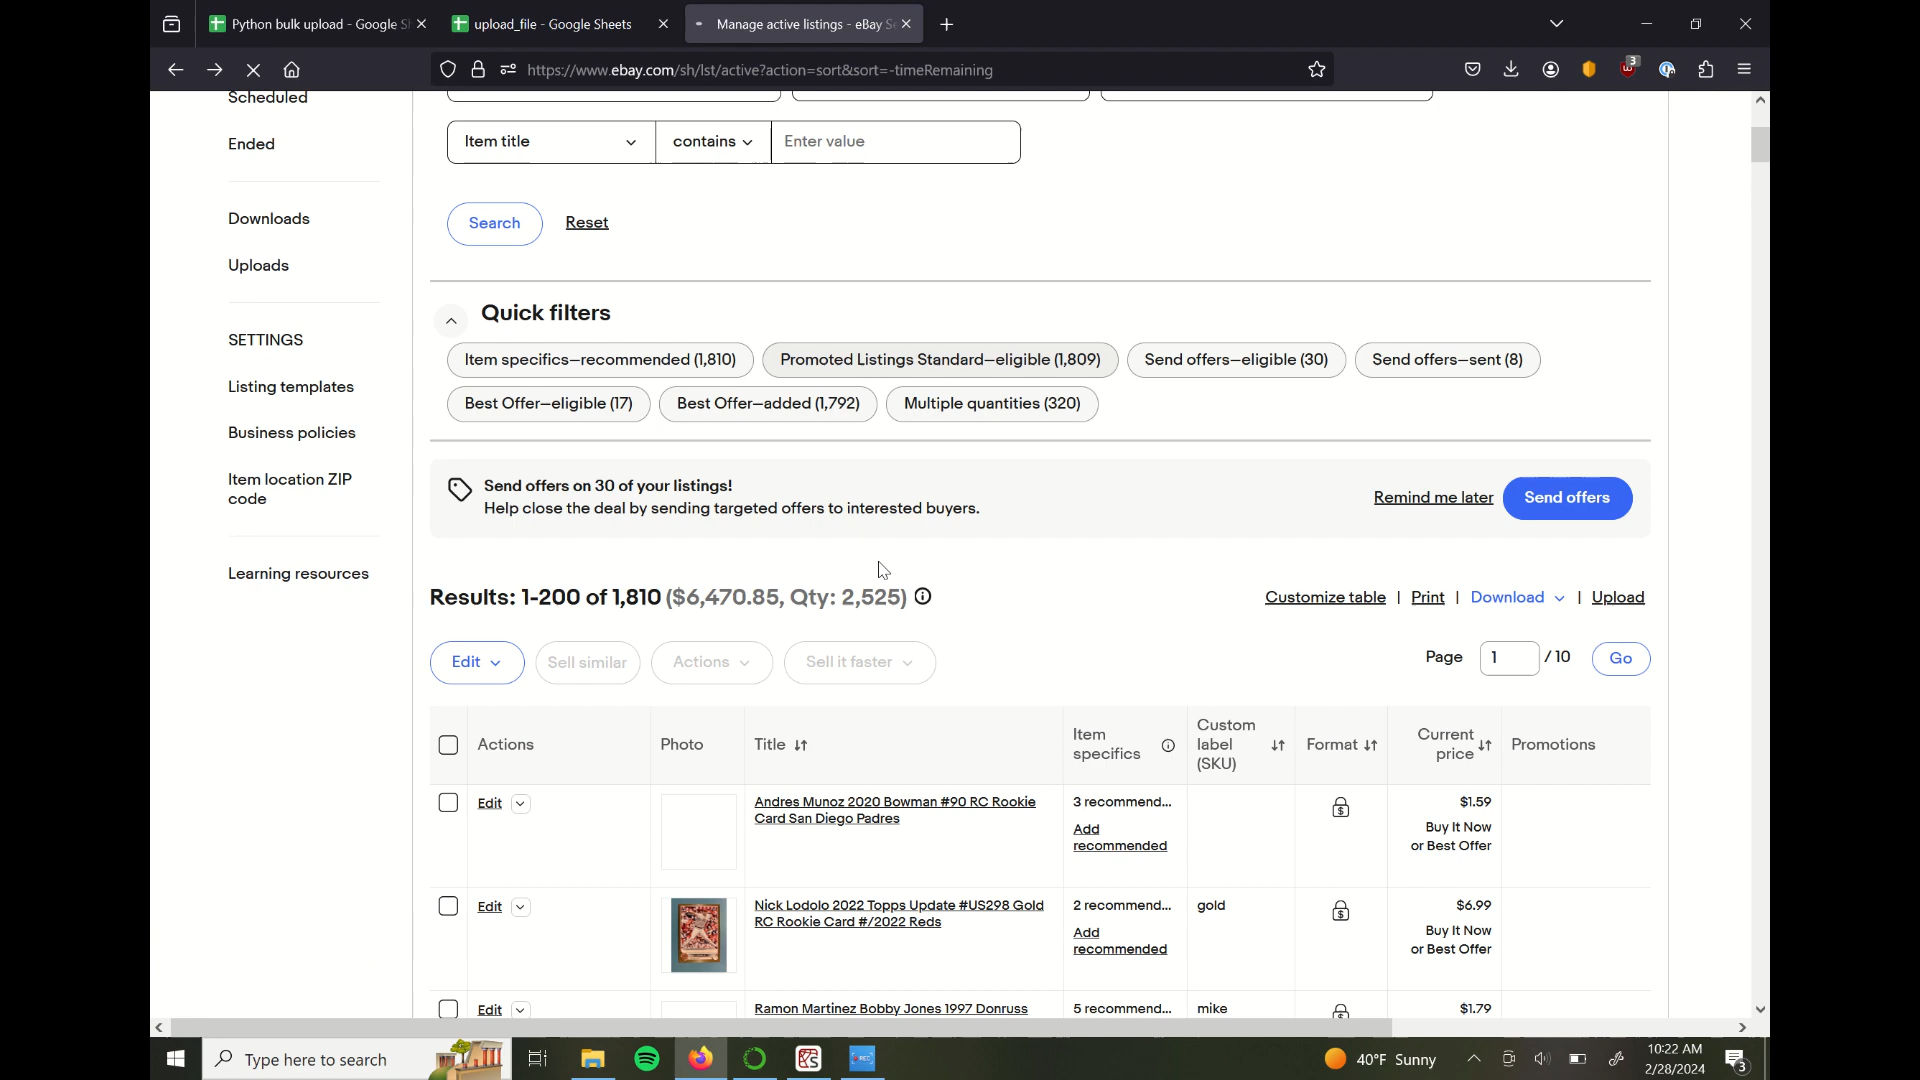 Python bulk upload - Google S
upload_file - Google Sheets
Manage active listings - eBay Se
https://www.ebay.com/sh/lst/active?action=sort&sort=-timeRemaining
3
Scheduled
Ended
Downloads
Uploads
SETTINGS
Listing templates
Business policies
Item location ZIP
code
Learning resources
Item title
contains
Enter value
Search
Reset
Quick filters
Item specifics–recommended (1,810)
Promoted Listings Standard–eligible (1,809)
Send offers–eligible (30)
Send offers–sent (8)
Best Offer–eligible (17)
Best Offer–added (1,792)
Multiple quantities (320)
Send offers on 30 of your listings!
Help close the deal by sending targeted offers to interested buyers.
Remind me later
Send offers
Results: 1-200 of 1,810 ($6,470.85, Qty: 2,525)
Customize table | Print | Download | Upload
Edit
Sell similar
Actions
Sell it faster
Page 1 / 10 Go
Actions
Photo
Title
Item
specifics
Custom
label
(SKU)
Format
Current
price
Promotions
Edit
Andres Munoz 2020 Bowman #90 RC Rookie
Card San Diego Padres
3 recommend...
Add
recommended
$1.59
Buy It Now
or Best Offer
Edit
Nick Lodolo 2022 Topps Update #US298 Gold
RC Rookie Card #/2022 Reds
2 recommend...
Add
recommended
gold
$6.99
Buy It Now
or Best Offer
Edit
Ramon Martinez Bobby Jones 1997 Donruss
5 recommend...
mike
$1.79
Type here to search
40°F Sunny
10:22 AM
2/28/2024
3